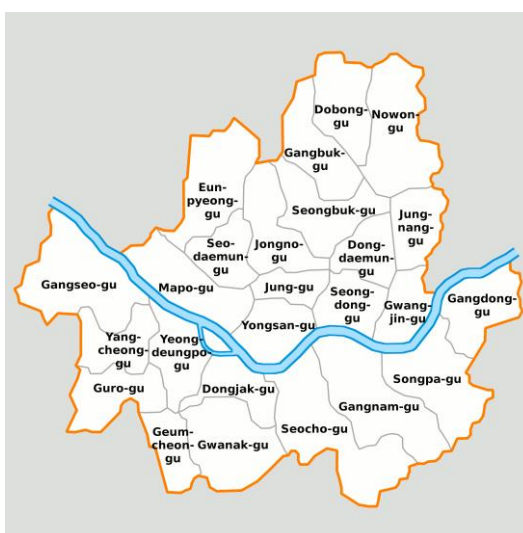 Dobong-
gu
Nowon-
gu
Gangbuk-
gu
Eun-
pyeong-
gu
Seongbuk-gu
Jung-
nang-
gu
Seo-
daemun-
gu
Jongno-
gu
Dong-
daemun-
gu
Gangseo-gu
Mapo-gu
Jung-gu
Seong-
dong-
gu
Gwang-
jin-gu
Gangdong-
gu
Yongsan-gu
Yang-
cheong-
gu
Yeong-
deungpo-
gu
Guro-gu
Dongjak-gu
Songpa-gu
Gangnam-gu
Geum-
cheon-
gu
Gwanak-gu
Seocho-gu